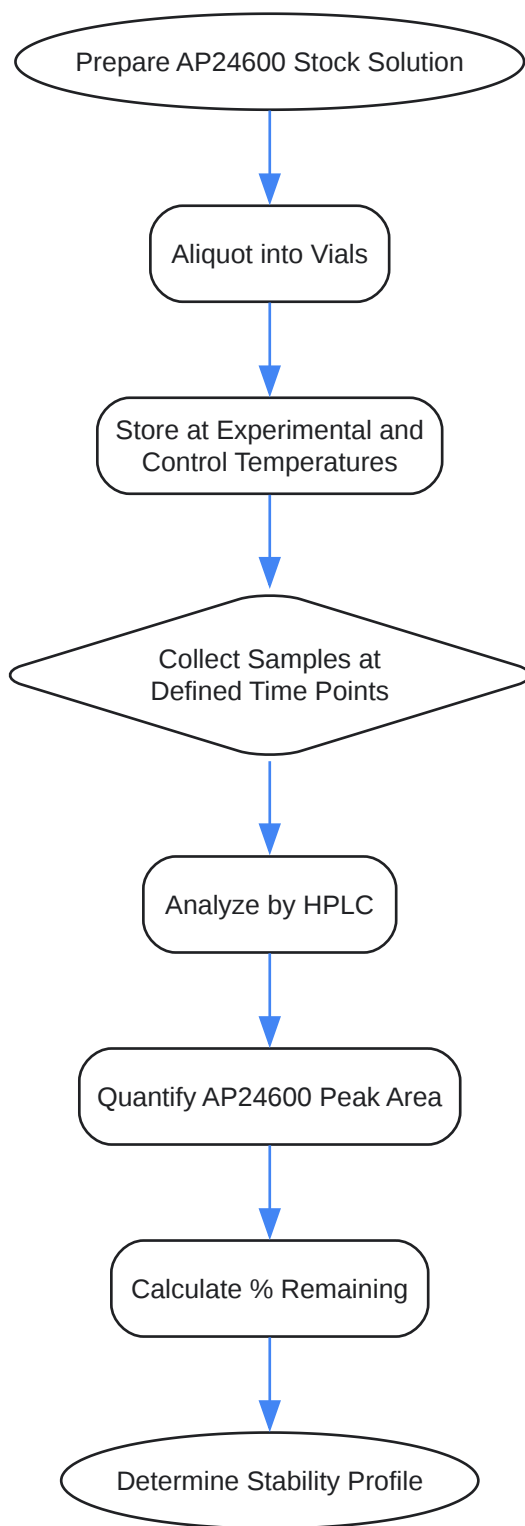 Prepare AP24600 Stock Solution
Aliquot into Vials
Store at Experimental and
Control Temperatures
Collect Samples at
Defined Time Points
Analyze by HPLC
Quantify AP24600 Peak Area
Calculate % Remaining
Determine Stability Profile